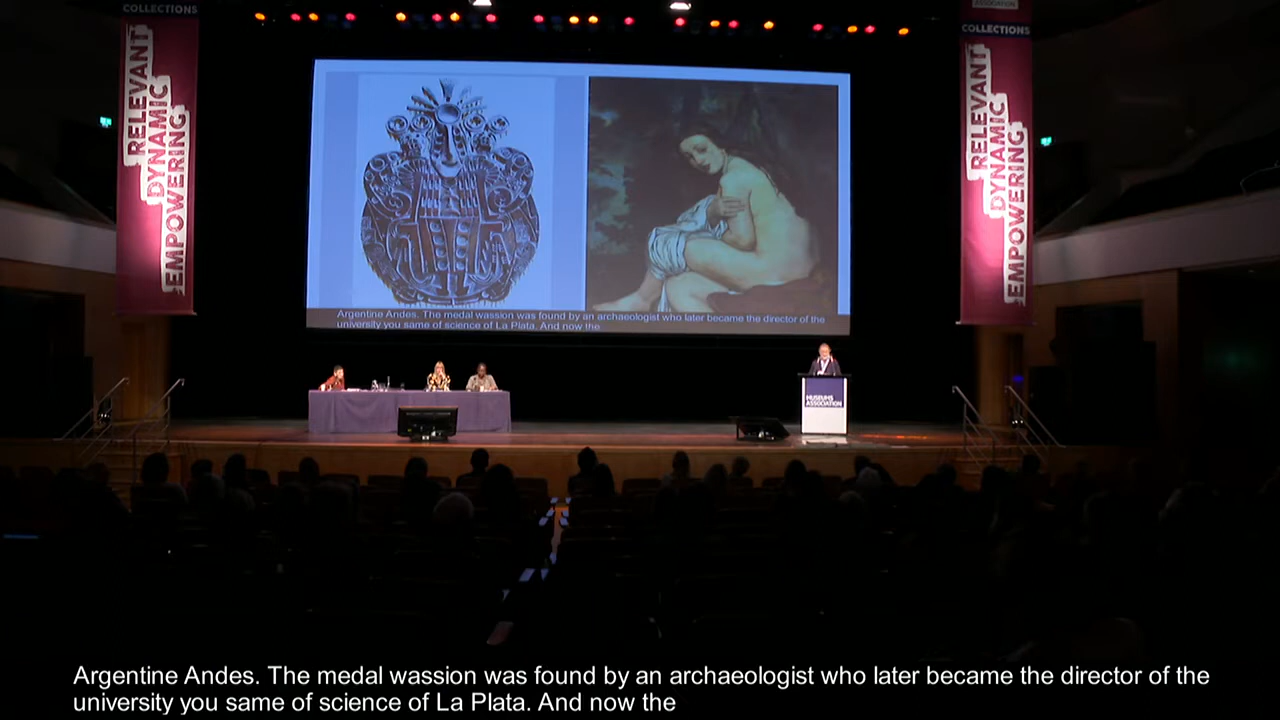 COLLECTIONS
RELEVANT
DYNAMIC
EMPOWERING
ASSOCIATION
COLLECTIONS
RELEVANT
DYNAMIC
EMPOWERING
Argentine Andes. The medal wassion was found by an archaeologist who later became the director of the
university you same of science of La Plata. And now the
MUSEUMS
ASSOCIATION
Argentine Andes. The medal wassion was found by an archaeologist who later became the director of the
university you same of science of La Plata. And now the